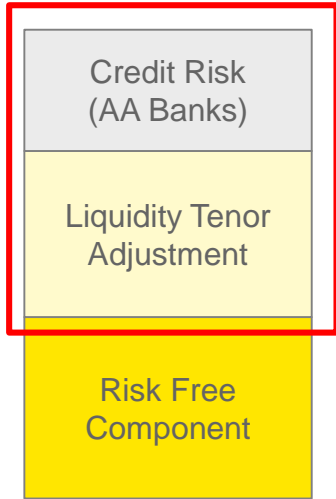 Credit Risk
(AA Banks)
Liquidity Tenor
Adjustment
Risk Free
Component